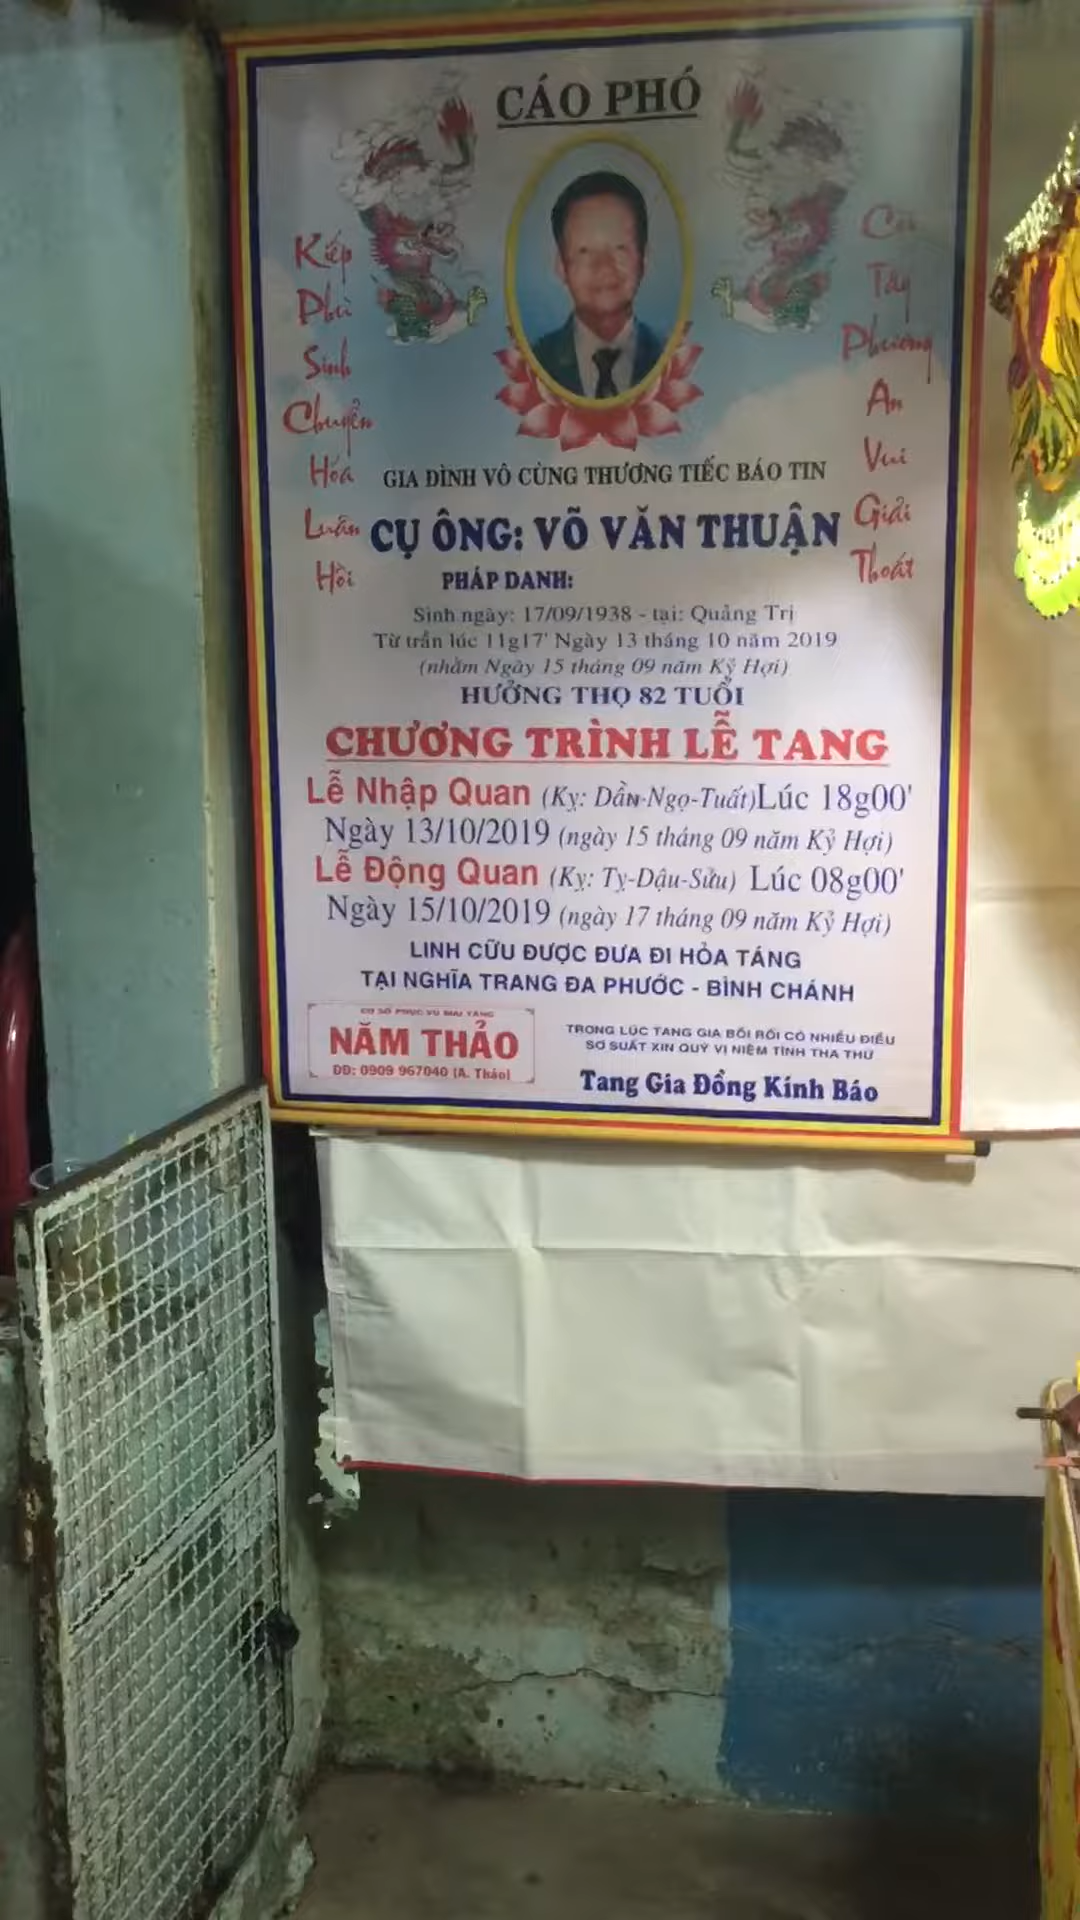 CÁO PHÓ
Kiếp
Phù
Sinh
Chuyển
Hóa
Luân
Hồi
Cõi
Tây
Phương
An
Vui
Giải
Thoát
GIA ĐÌNH VÔ CÙNG THƯƠNG TIẾC BÁO TIN
CỤ ÔNG: VÕ VĂN THUẬN
PHÁP DANH:
Sinh ngày: 17/09/1938 - tại: Quảng Trị
Từ trần lúc 11g17' Ngày 13 tháng 10 năm 2019
(nhằm Ngày 15 tháng 09 năm Kỷ Hợi)
HƯỞNG THỌ 82 TUỔI
CHƯƠNG TRÌNH LỄ TANG
Lễ Nhập Quan (Kỵ: Dần-Ngọ-Tuất)Lúc 18g00'
Ngày 13/10/2019 (ngày 15 tháng 09 năm Kỷ Hợi)
Lễ Động Quan (Kỵ: Tỵ-Dậu-Sửu) Lúc 08g00'
Ngày 15/10/2019 (ngày 17 tháng 09 năm Kỷ Hợi)
LINH CỮU ĐƯỢC ĐƯA ĐI HỎA TÁNG
TẠI NGHĨA TRANG ĐA PHƯỚC - BÌNH CHÁNH
CƠ SỞ PHỤC VỤ MAI TÁNG
NĂM THẢO
DĐ: 0909 967040 (A. Thảo)
TRONG LÚC TANG GIA BỐI RỐI CÓ NHIỀU ĐIỀU
SƠ SUẤT XIN QUÝ VỊ NIỆM TÌNH THA THỨ
Tang Gia Đồng Kính Báo